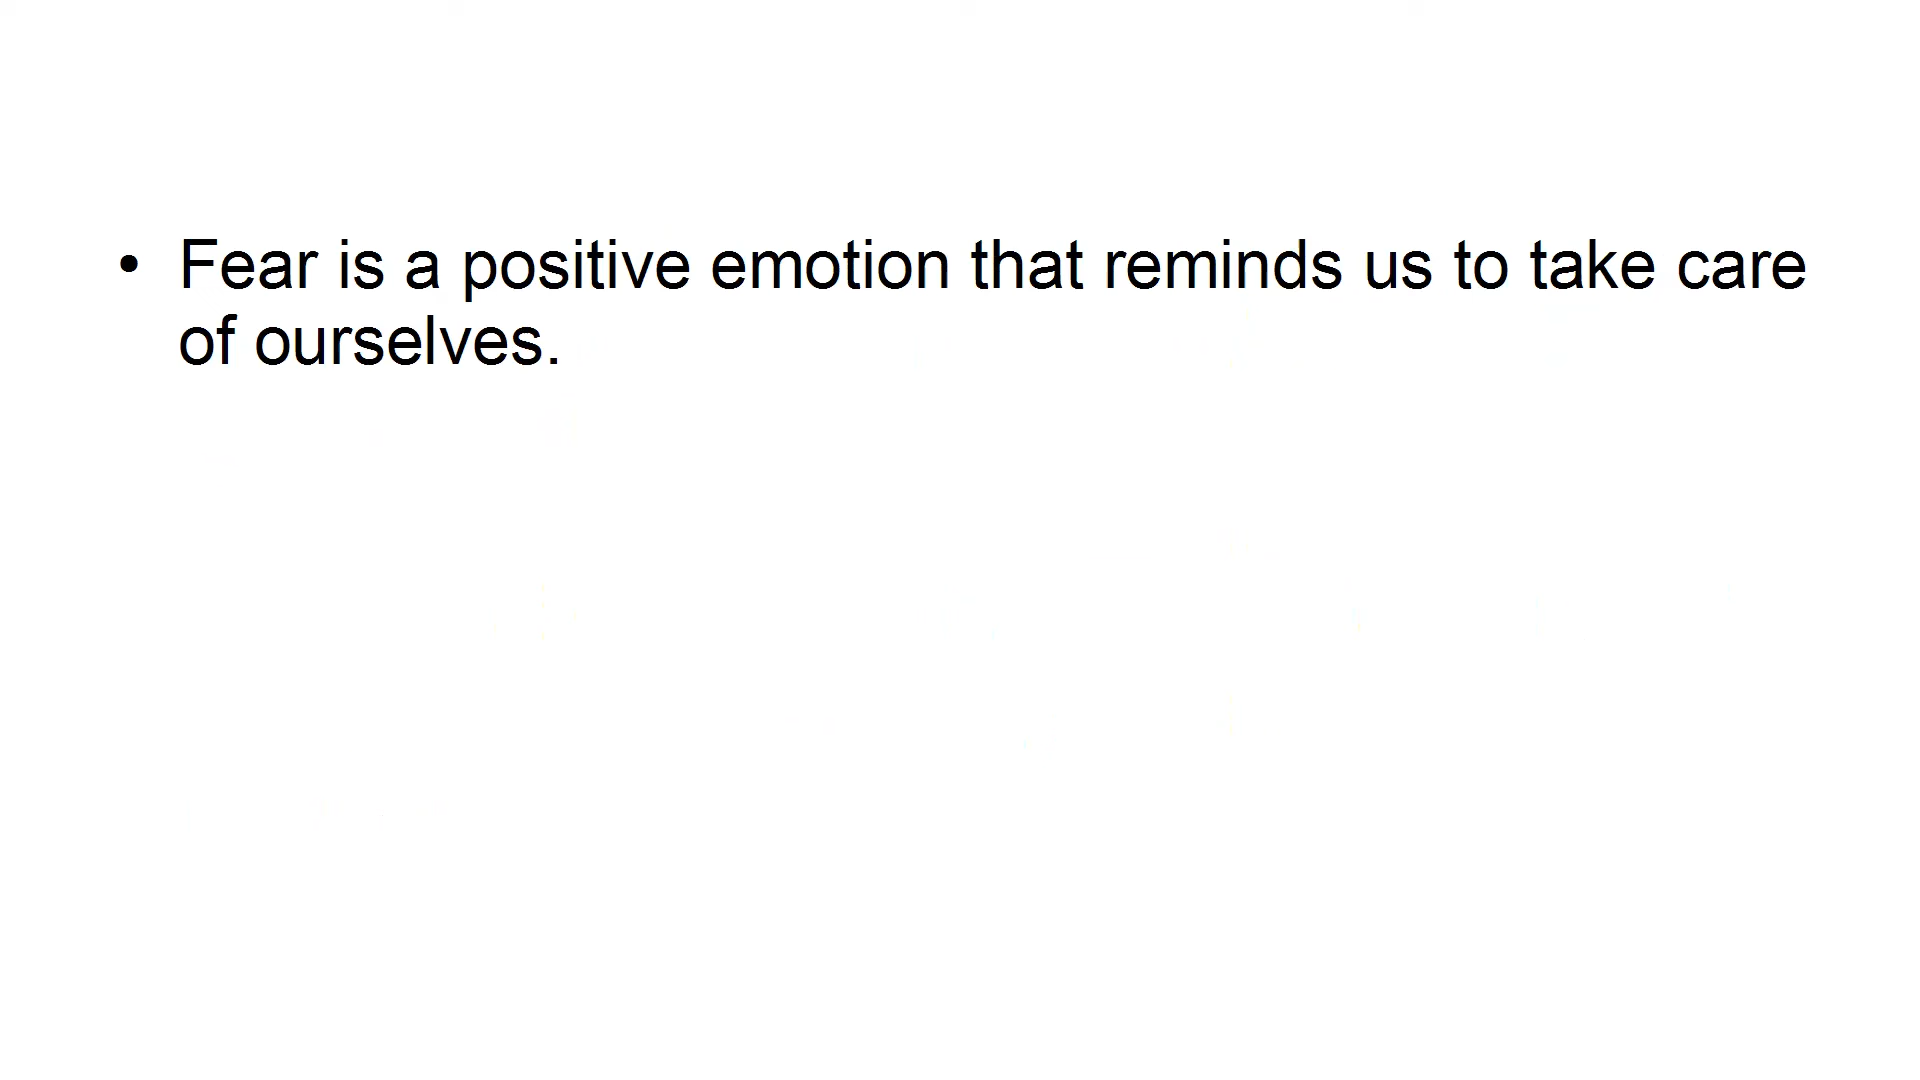 • Fear is a positive emotion that reminds us to take care
of ourselves.